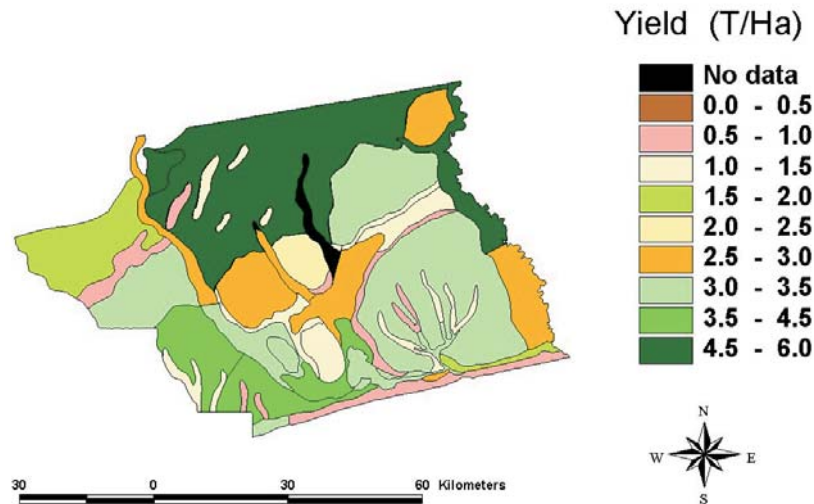 Yield (T/Ha)
No data
0.0 - 0.5
0.5 - 1.0
1.0 - 1.5
1.5 - 2.0
2.0 - 2.5
2.5 - 3.0
3.0 - 3.5
3.5 - 4.5
4.5 - 6.0
N
W E
S
30 0 30 60 Kilometers